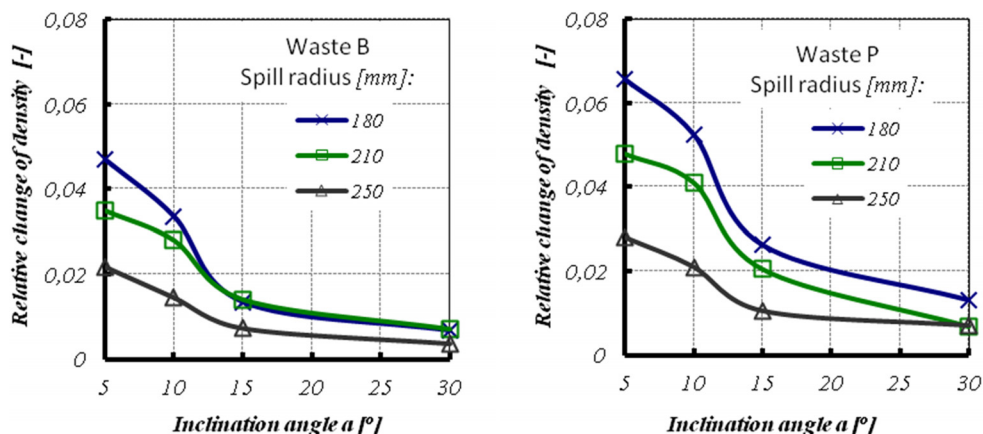 Relative change of density [-]
0,08
0,06
0,04
0,02
0
Waste B
Spill radius [mm]:
180
210
250
5 10 15 20 25 30
Inclination angle a [º]
Relative change of density [-]
0,08
0,06
0,04
0,02
0
Waste P
Spill radius [mm]:
180
210
250
5 10 15 20 25 30
Inclination angle a [º]